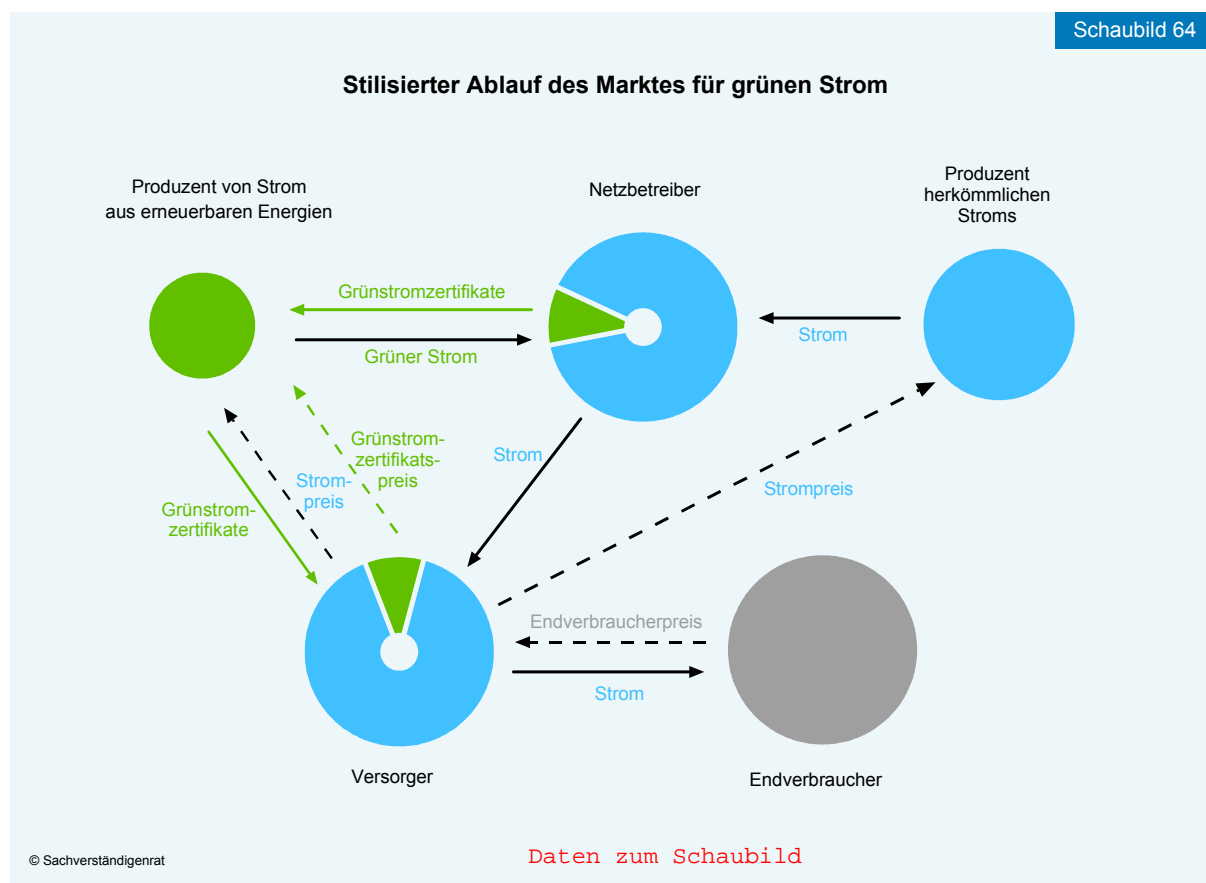 Schaubild 64
Stilisierter Ablauf des Marktes für grünen Strom
Produzent von Strom
aus erneuerbaren Energien
Netzbetreiber
Produzent
herkömmlichen
Stroms
Grünstromzertifikate
Grüner Strom
Strom
Grünstrom-
zertifikats-
preis
Strom
Strom-
preis
Strompreis
Grünstrom-
zertifikate
Endverbraucherpreis
Strom
Versorger
Endverbraucher
© Sachverständigenrat
Daten zum Schaubild